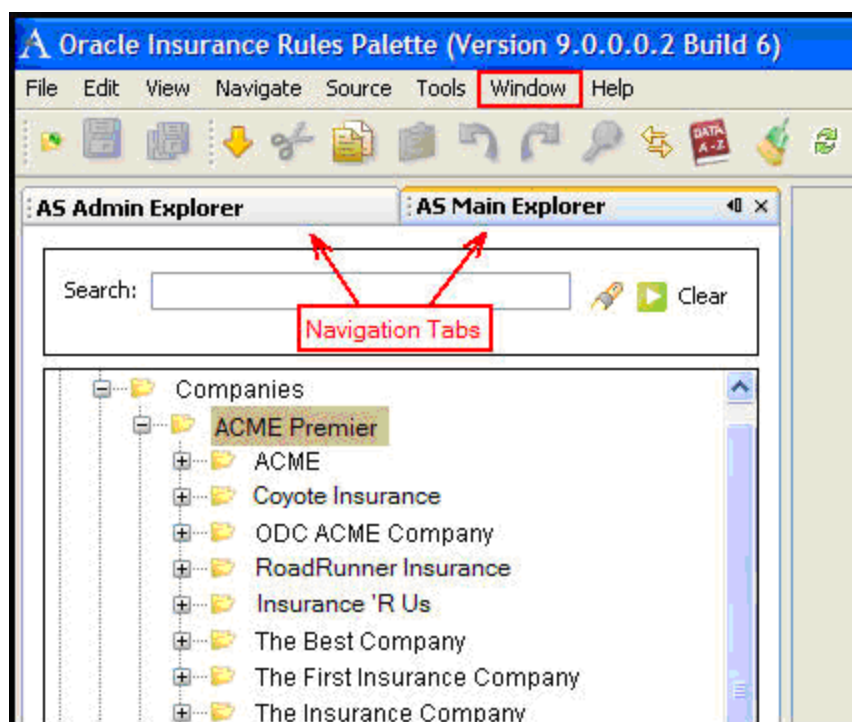 A Oracle Insurance Rules Palette (Version 9.0.0.0.2 Build 6)
File Edit View Navigate Source Tools Window Help
DATA
A-Z
AS Admin Explorer AS Main Explorer
Search: Clear
Navigation Tabs
Companies
ACME Premier
ACME
Coyote Insurance
ODC ACME Company
RoadRunner Insurance
Insurance 'R Us
The Best Company
The First Insurance Company
The Insurance Company